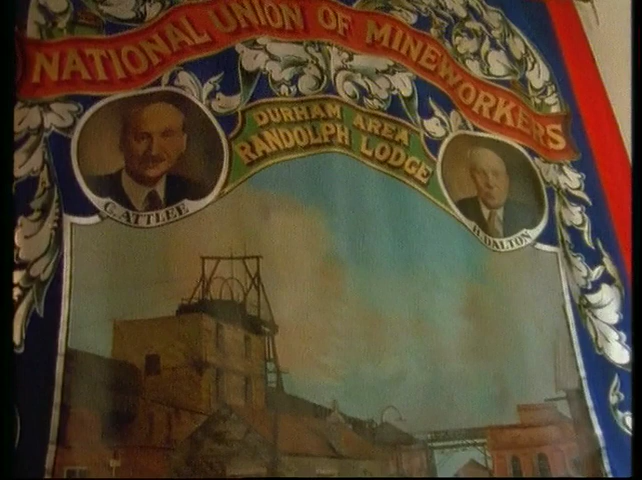 NATIONAL UNION OF MINEWORKERS
DURHAM AREA
RANDOLPH LODGE
C. ATTLEE
H. DALTON